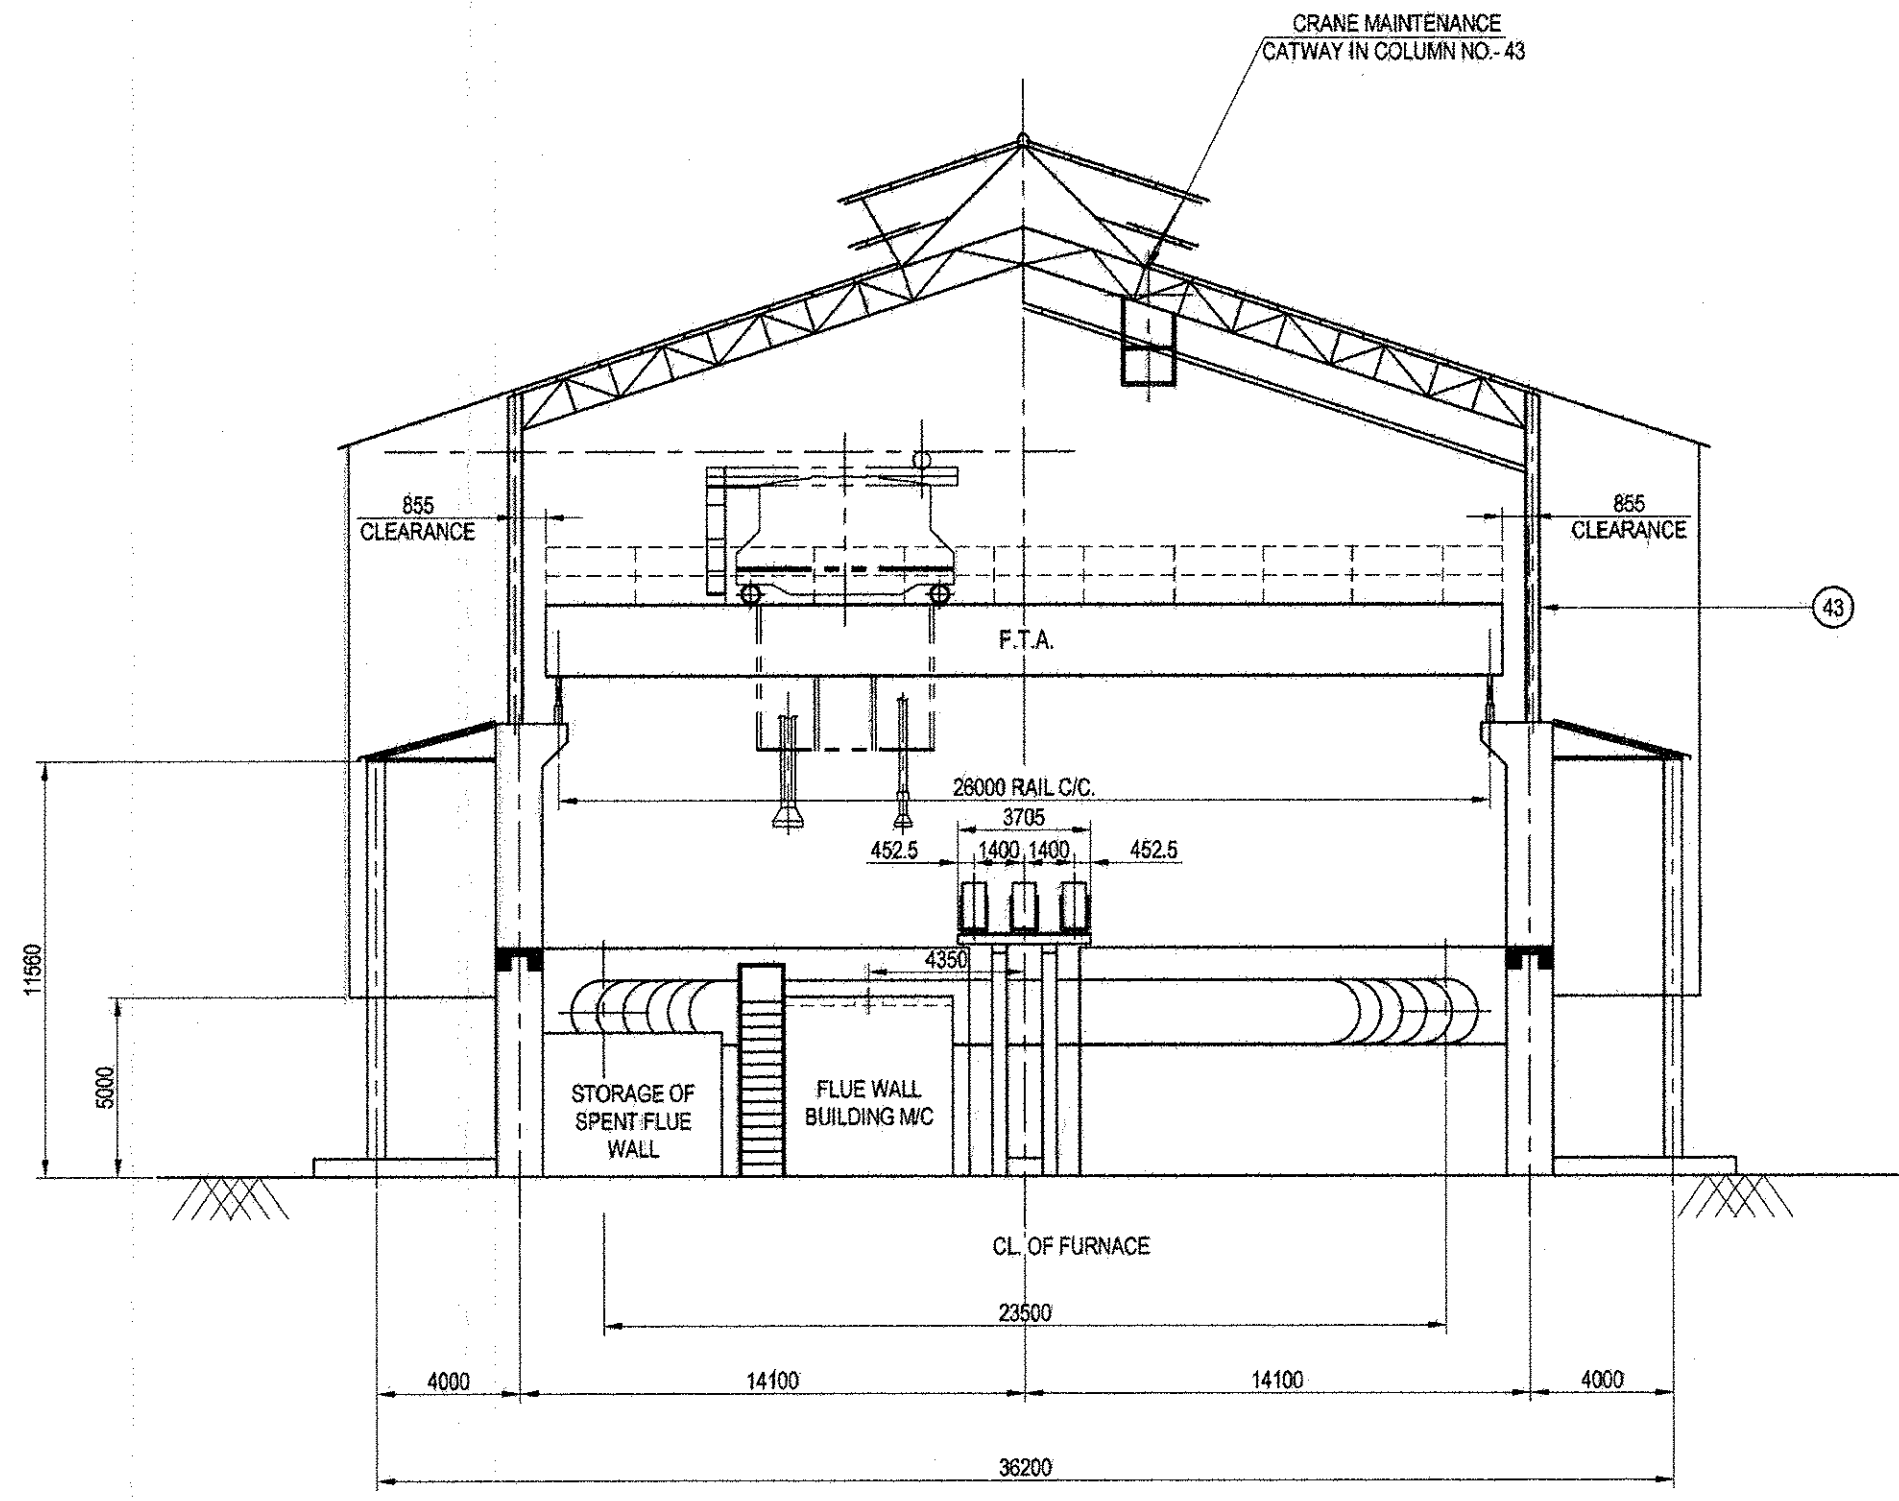 CRANE MAINTENANCE
CATWAY IN COLUMN NO.- 43
855
CLEARANCE
855
CLEARANCE
43
F.T.A.
26000 RAIL C/C.
3705
452.5
1400
1400
452.5
4350
11560
5000
STORAGE OF
SPENT FLUE
WALL
FLUE WALL
BUILDING M/C
CL. OF FURNACE
23500
4000
14100
14100
4000
36200